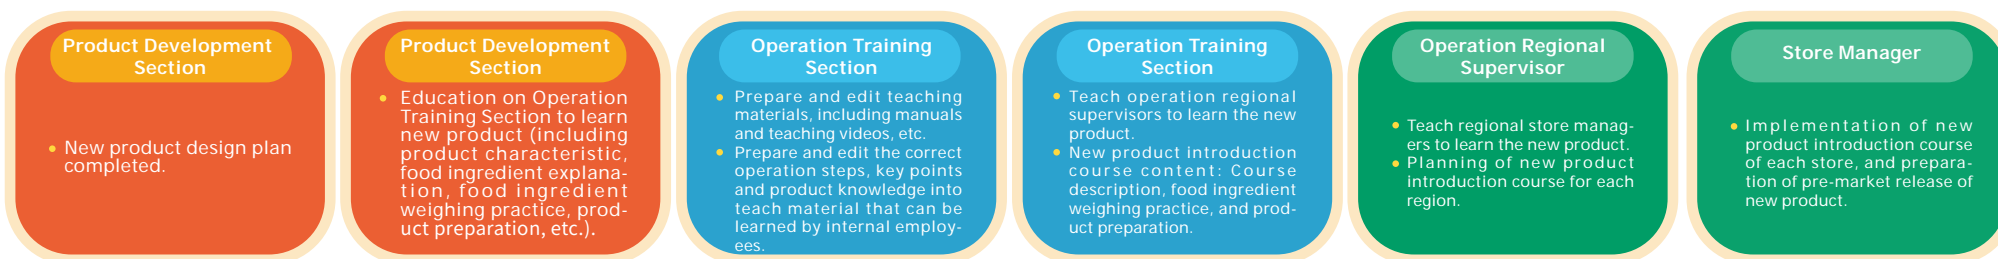 Product Development
Section
• New product design plan
completed.
Product Development
Section
• Education on Operation
Training Section to learn
new product (including
product characteristic,
food ingredient explana-
tion, food ingredient
weighing practice, prod-
uct preparation, etc.).
Operation Training
Section
• Prepare and edit teaching
materials, including manuals
and teaching videos, etc.
• Prepare and edit the correct
operation steps, key points
and product knowledge into
teach material that can be
learned by internal employ-
ees.
Operation Training
Section
• Teach operation regional
supervisors to learn the new
product.
• New product introduction
course content: Course
description, food ingredient
weighing practice, and prod-
uct preparation.
Operation Regional
Supervisor
• Teach regional store manag-
ers to learn the new product.
• Planning of new product
introduction course for each
region.
Store Manager
• Implementation of new
product introduction course
of each store, and prepara-
tion of pre-market release of
new product.